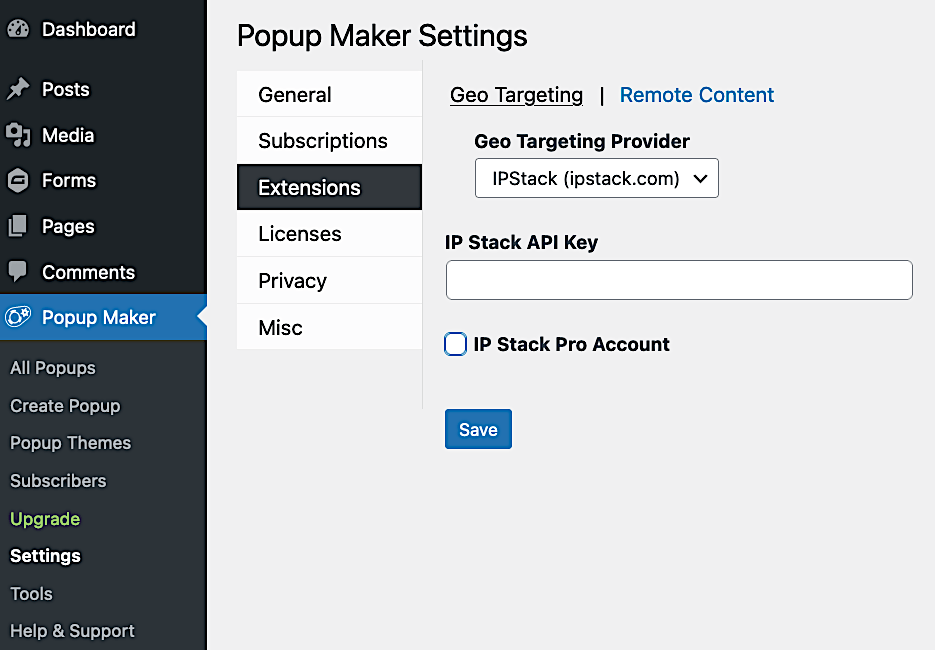 Dashboard
Posts
Media
Forms
Pages
Comments
Popup Maker
All Popups
Create Popup
Popup Themes
Subscribers
Upgrade
Settings
Tools
Help & Support
Popup Maker Settings
General
Subscriptions
Extensions
Licenses
Privacy
Misc
Geo Targeting | Remote Content
Geo Targeting Provider
IPStack (ipstack.com)
IP Stack API Key
IP Stack Pro Account
Save